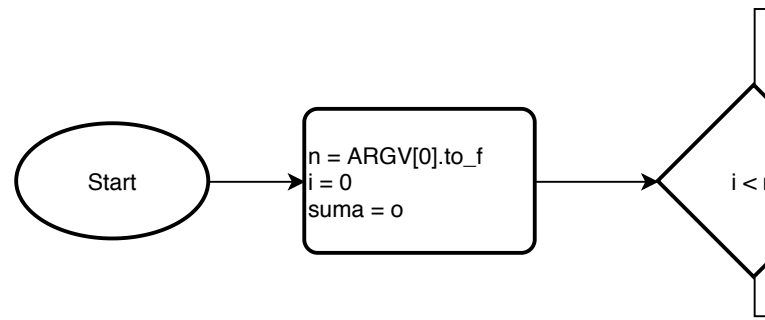 Start
n = ARGV[0].to_f
i = 0
suma = o
i <